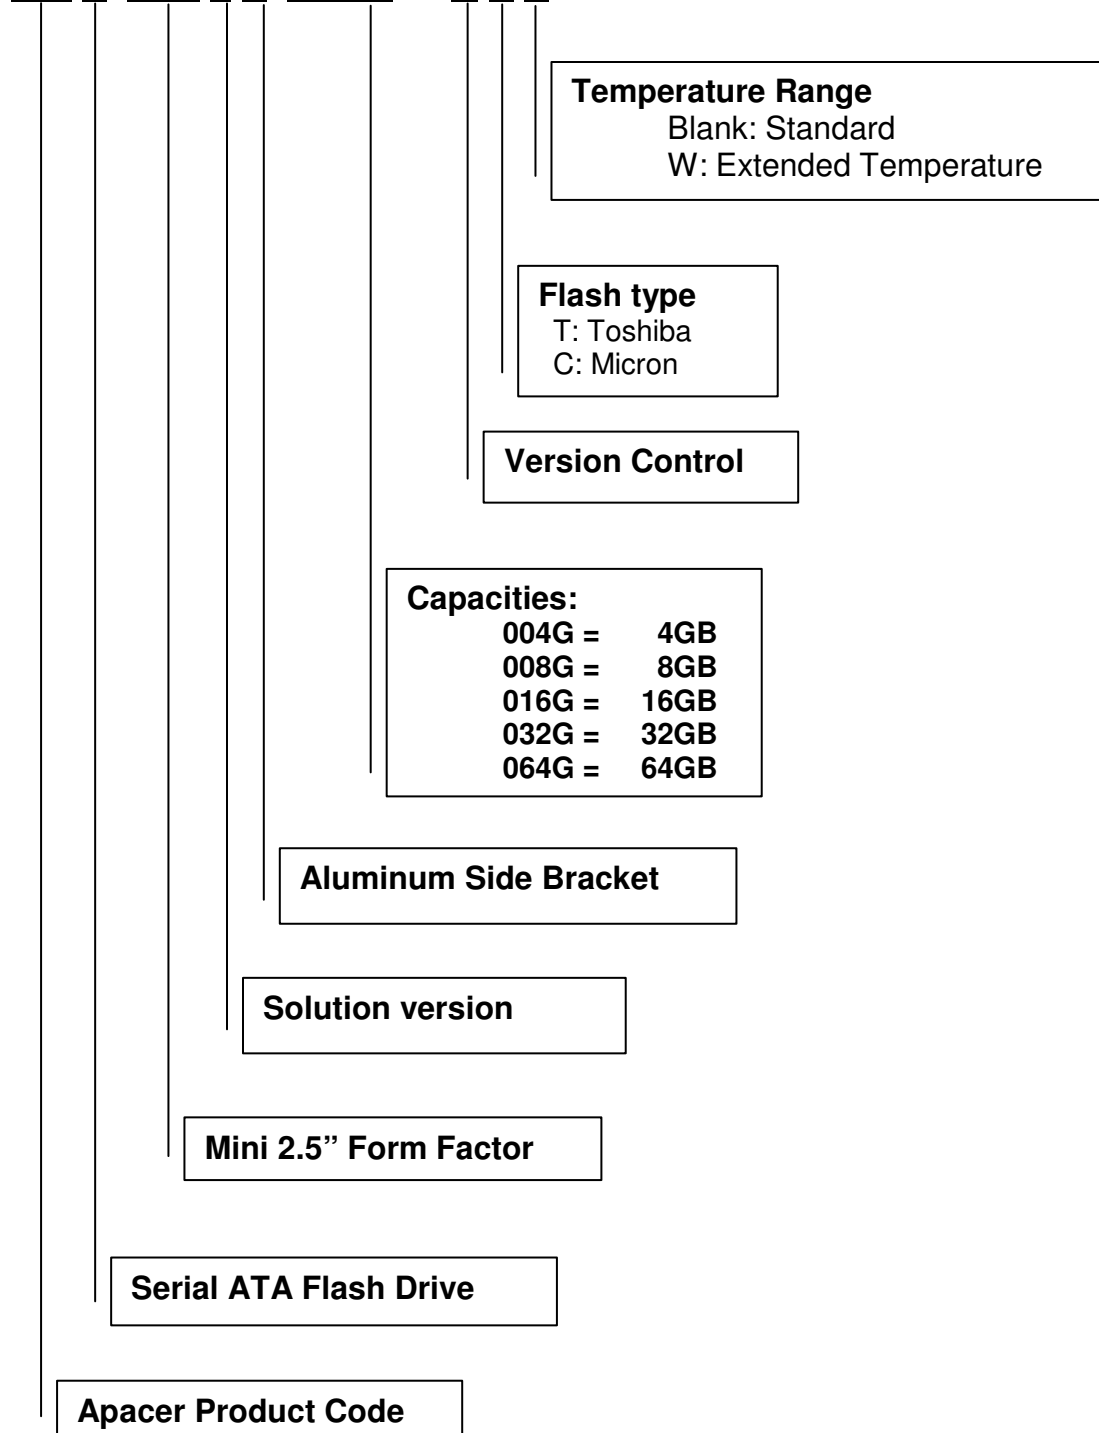 Temperature Range
Blank: Standard
W: Extended Temperature
Flash type
T: Toshiba
C: Micron
Version Control
Capacities:
004G = 4GB
008G = 8GB
016G = 16GB
032G = 32GB
064G = 64GB
Aluminum Side Bracket
Solution version
Mini 2.5” Form Factor
Serial ATA Flash Drive
Apacer Product Code